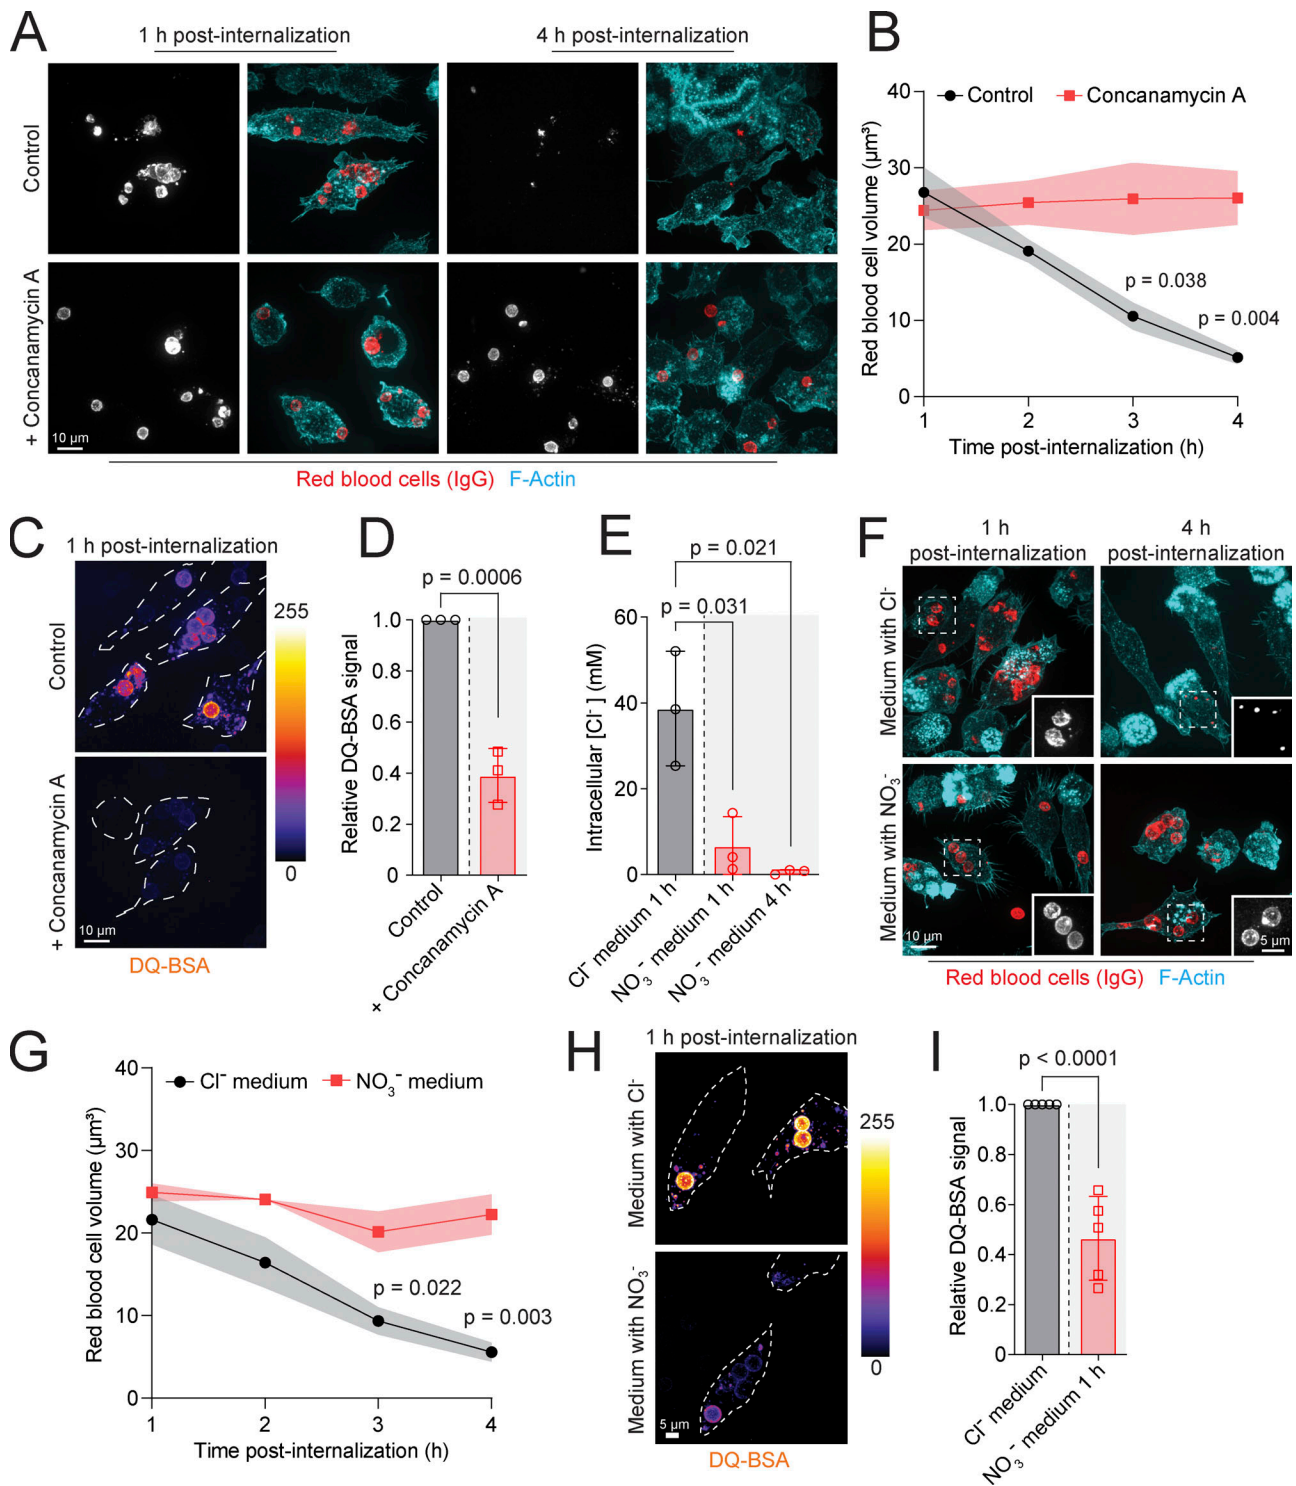 A
1 h post-internalization
4 h post-internalization
Control
+ Concanamycin A
10 µm
Red blood cells (IgG) F-Actin
B
Control
Concanamycin A
Red blood cell volume (µm³)
40
30
20
10
0
p = 0.038
p = 0.004
1 2 3 4
Time post-internalization (h)
C
1 h post-internalization
Control
+ Concanamycin A
255
0
10 µm
DQ-BSA
D
p = 0.0006
Relative DQ-BSA signal
1.0
0.8
0.6
0.4
0.2
0
Control
+ Concanamycin A
E
p = 0.021
p = 0.031
Intracellular [Cl⁻] (mM)
60
40
20
0
Cl⁻ medium 1 h
NO₃⁻ medium 1 h
NO₃⁻ medium 4 h
F
1 h
post-internalization
4 h
post-internalization
Medium with Cl⁻
Medium with NO₃⁻
10 µm
5 µm
Red blood cells (IgG) F-Actin
G
Cl⁻ medium
NO₃⁻ medium
Red blood cell volume (µm³)
40
30
20
10
0
p = 0.022
p = 0.003
1 2 3 4
Time post-internalization (h)
H
1 h post-internalization
Medium with Cl⁻
Medium with NO₃⁻
255
0
5 µm
DQ-BSA
I
p < 0.0001
Relative DQ-BSA signal
1.0
0.8
0.6
0.4
0.2
0
Cl⁻ medium
NO₃⁻ medium 1 h